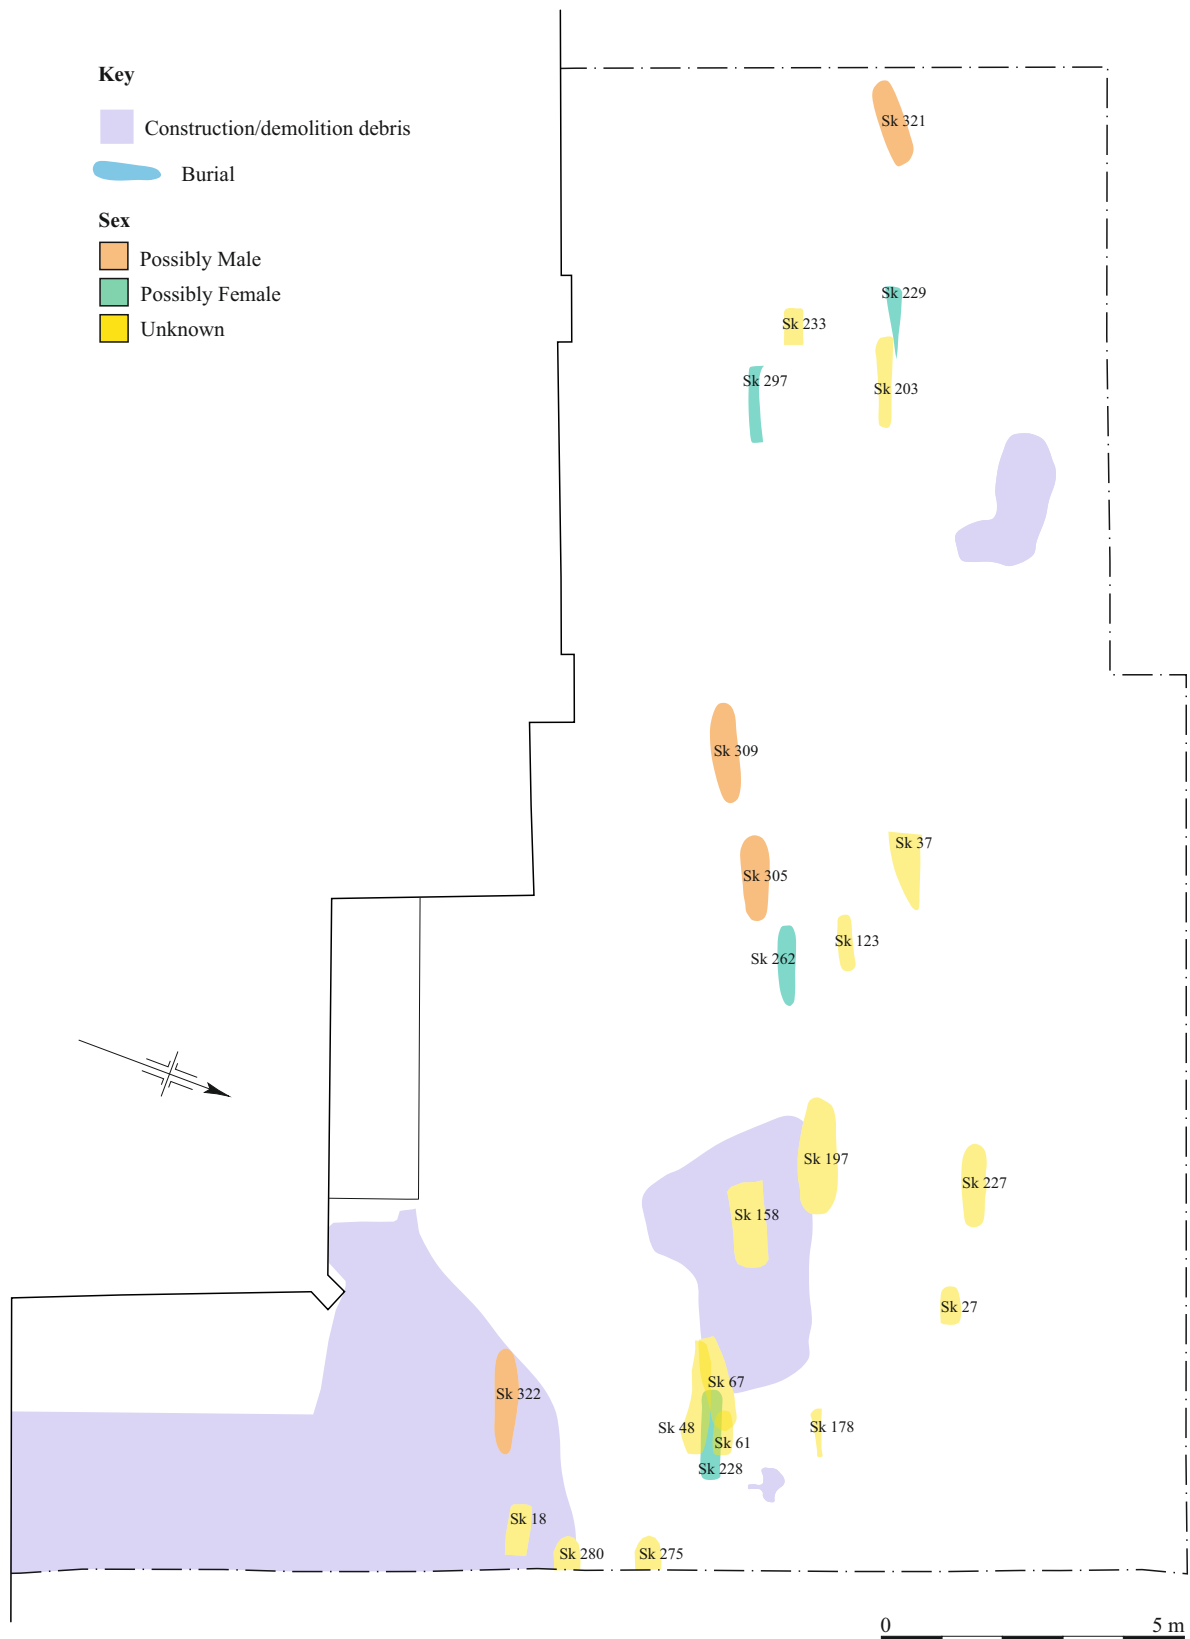 Key
Construction/demolition debris
Burial
Sex
Possibly Male
Possibly Female
Unknown
Sk 321
Sk 229
Sk 233
Sk 297
Sk 203
Sk 309
Sk 37
Sk 305
Sk 123
Sk 262
Sk 197
Sk 227
Sk 158
Sk 27
Sk 67
Sk 322
Sk 48
Sk 178
Sk 61
Sk 228
Sk 18
Sk 280
Sk 275
0 5 m